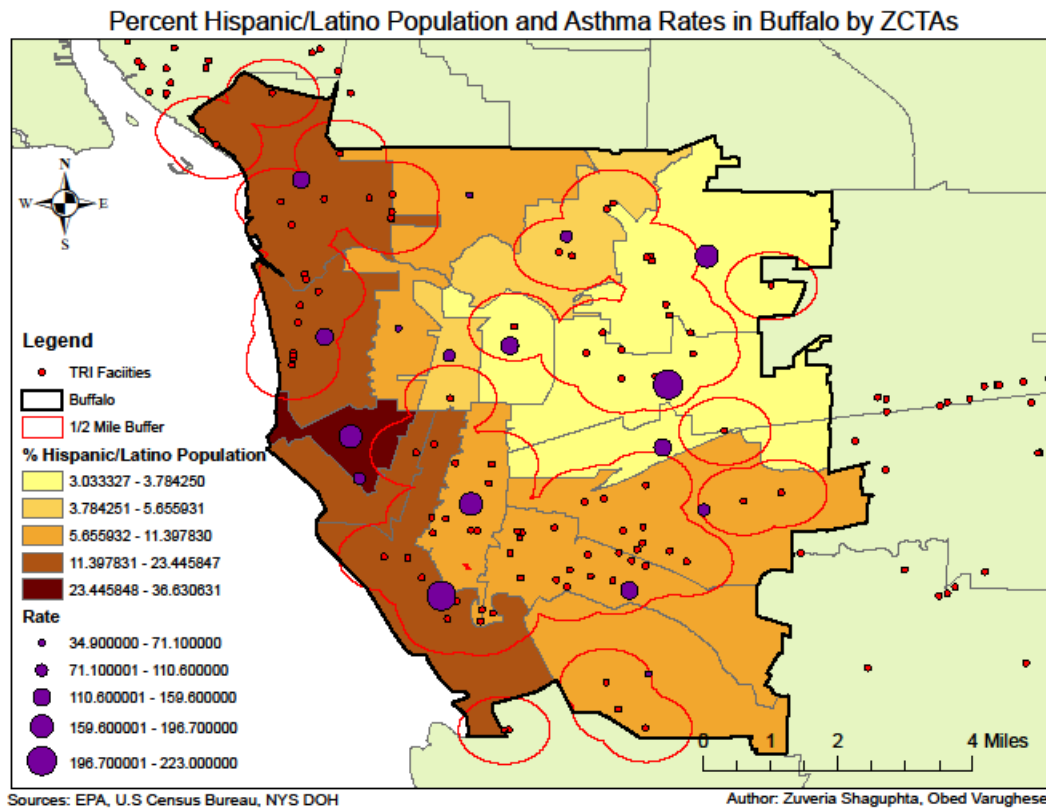 Percent Hispanic/Latino Population and Asthma Rates in Buffalo by ZCTAs
N
W E
S
Legend
TRI Faciities
Buffalo
1/2 Mile Buffer
% Hispanic/Latino Population
3.033327 - 3.784250
3.784251 - 5.655931
5.655932 - 11.397830
11.397831 - 23.445847
23.445848 - 36.630631
Rate
34.900000 - 71.100000
71.100001 - 110.600000
110.600001 - 159.600000
159.600001 - 196.700000
196.700001 - 223.000000
0 1 2 4 Miles
Sources: EPA, U.S Census Bureau, NYS DOH
Author: Zuveria Shaguphta, Obed Varughese